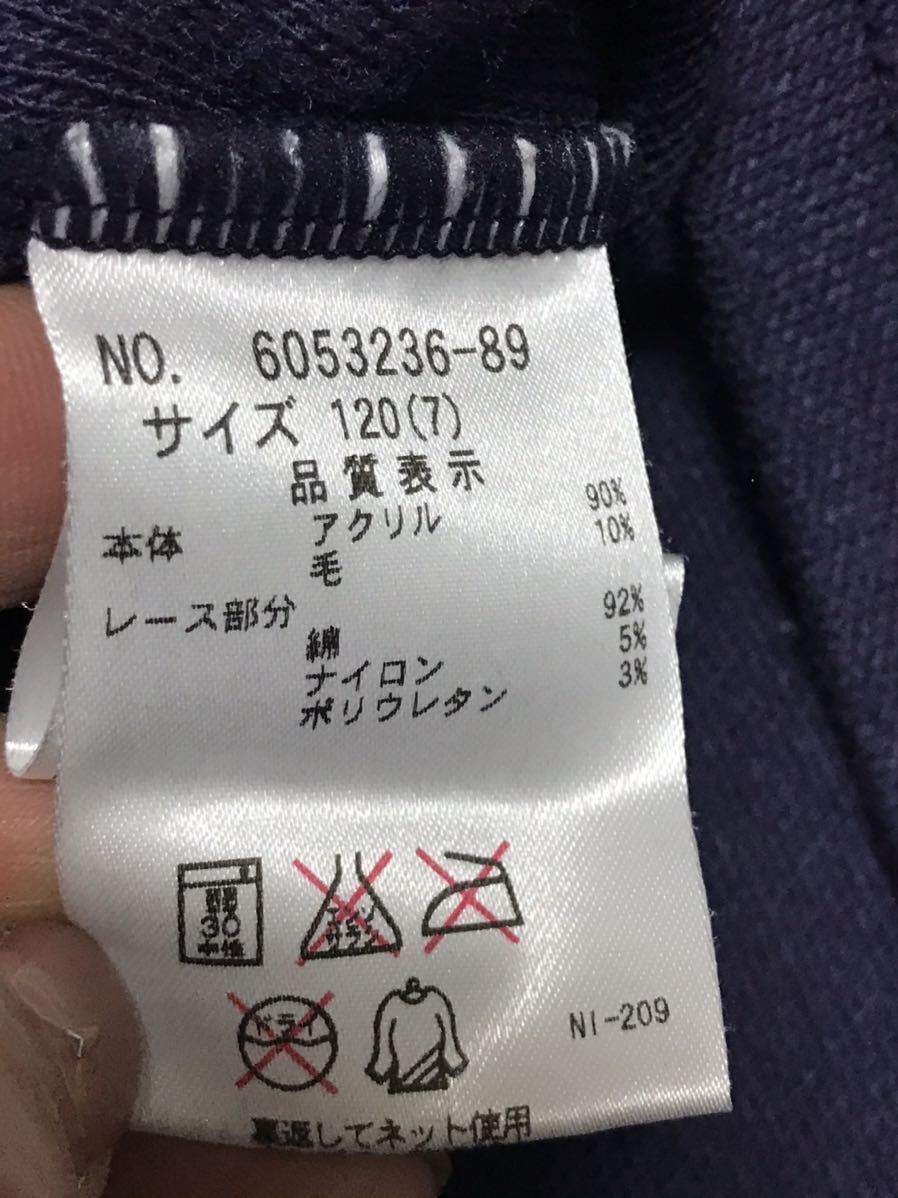 NO. 6053236-89
サイズ 120(7)
品質表示
本体 アクリル 90%
毛 10%
レース部分
綿 92%
ナイロン 5%
ポリウレタン 3%
弱
30
中性
エンソ
サラシ
ドライ
NI-209
裏返してネット使用